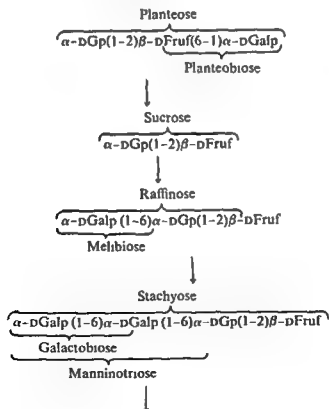 Planteose
α-DGp(1-2)β-DFruf(6-1)α-DGalp
Planteobiose
Sucrose
α-DGp(1-2)β-DFruf
Raffinose
α-DGalp (1-6)α-DGp(1-2)β-DFruf
Melibiose
Stachyose
α-DGalp (1-6)α-DGalp (1-6)α-DGp(1-2)β-DFruf
Galactobiose
Manninotriose